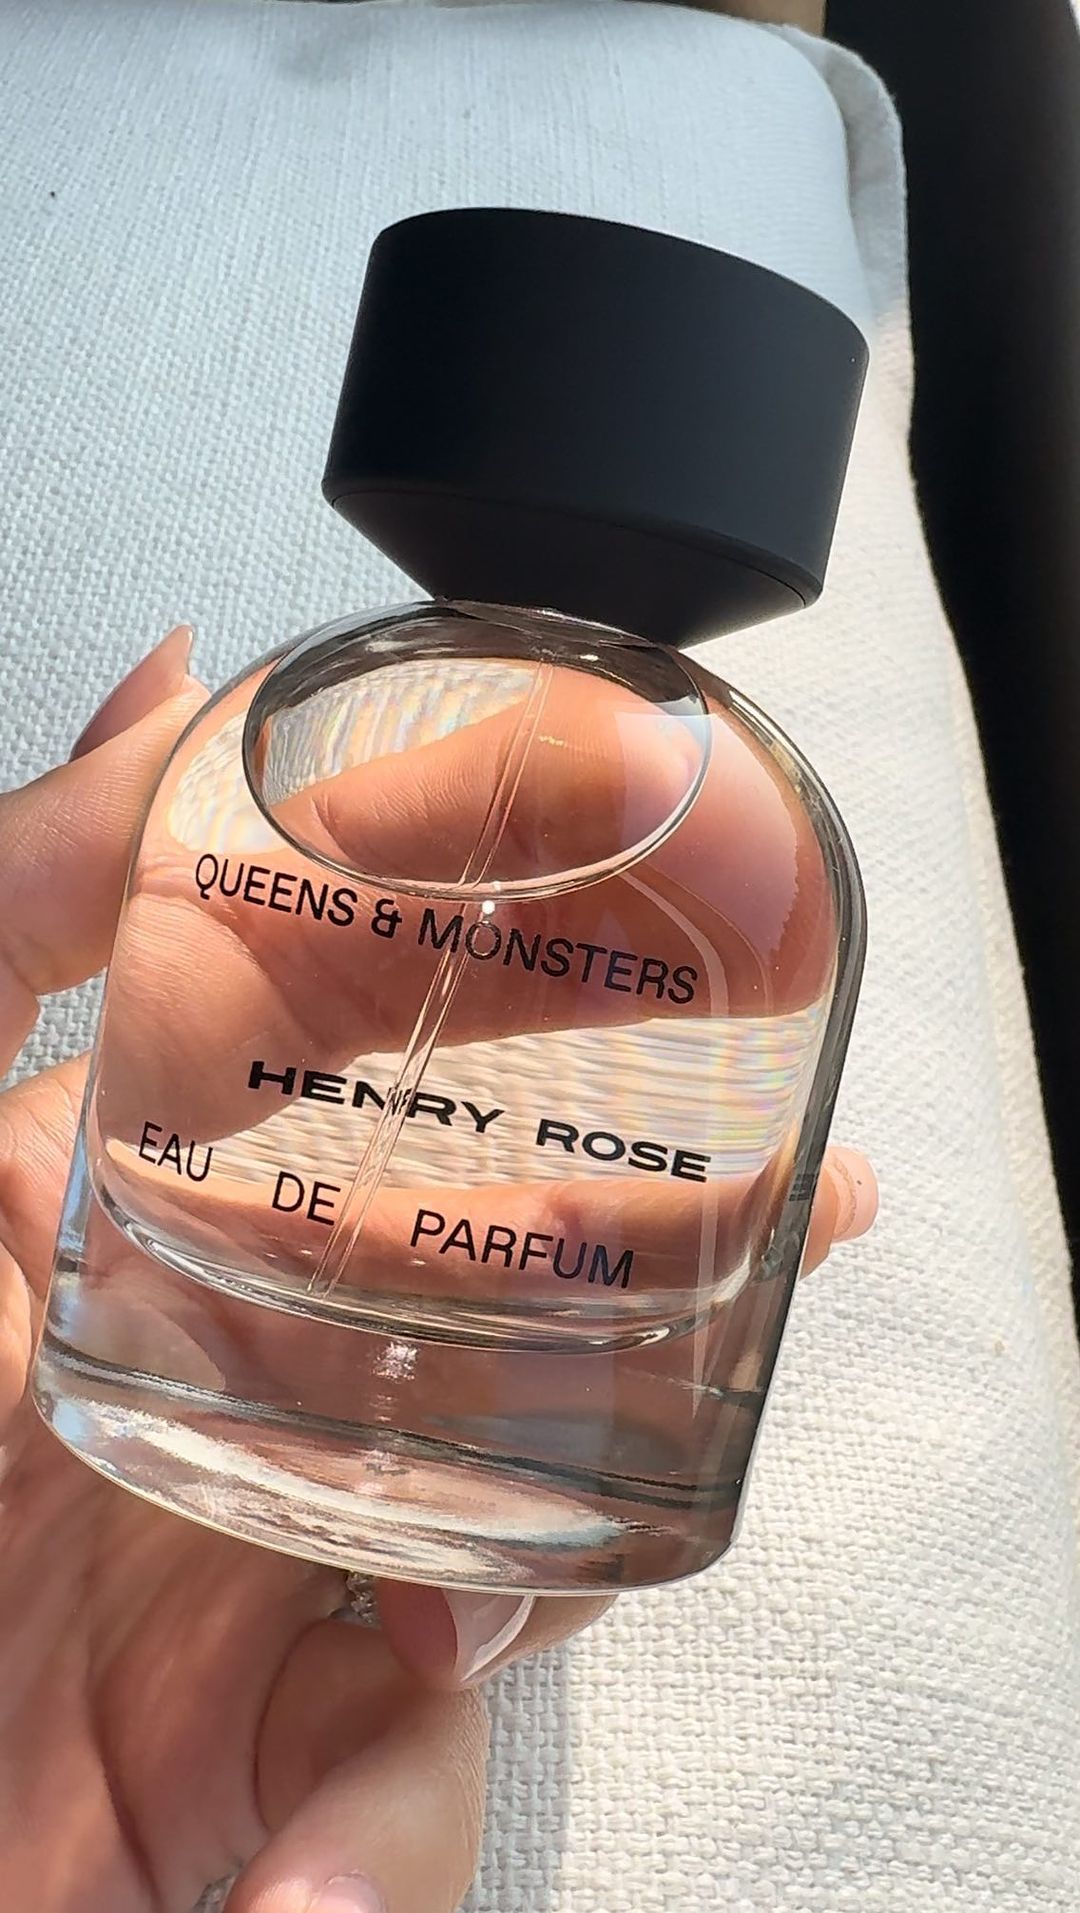 QUEENS & MONSTERS
HENRY ROSE
EAU DE PARFUM